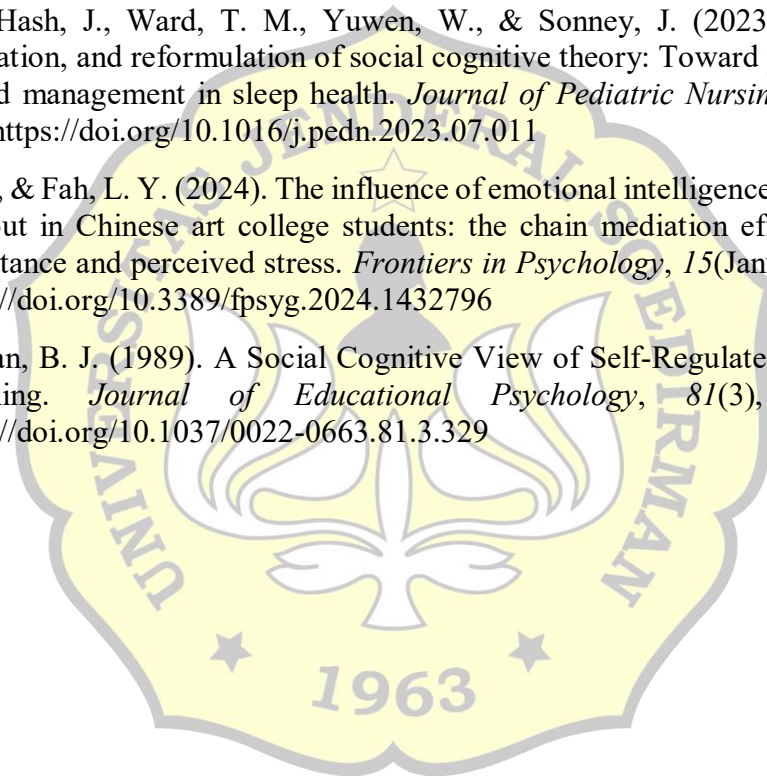 Hash, J., Ward, T. M., Yuwen, W., & Sonney, J. (2023
ation, and reformulation of social cognitive theory: Toward
d management in sleep health. Journal of Pediatric Nursin
https://doi.org/10.1016/j.pedn.2023.07.011
, & Fah, L. Y. (2024). The influence of emotional intelligence
out in Chinese art college students: the chain mediation ef
tance and perceived stress. Frontiers in Psychology, 15(Jan
//doi.org/10.3389/fpsyg.2024.1432796
an, B. J. (1989). A Social Cognitive View of Self-Regulate
ing. Journal of Educational Psychology, 81(3),
//doi.org/10.1037/0022-0663.81.3.329
UNIVERSITAS JENDERAL SOEDIRMAN
1963